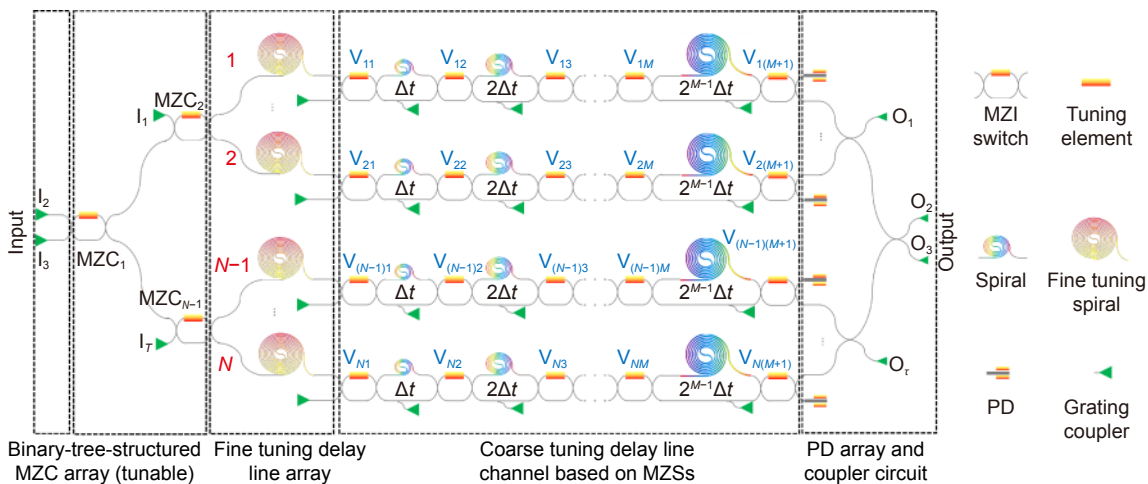 1 V₁₁ V₁₂ V₁₃ V₁M V₁(M+1)
MZC₂ Δt 2Δt 2ᴹ⁻¹Δt
I₁ O₁
2 V₂₁ V₂₂ V₂₃ V₂M V₂(M+1)
Δt 2Δt 2ᴹ⁻¹Δt
Input I₂ O₂ Output
I₃ MZC₁ O₃
N−1 V(N−1)1 V(N−1)2 V(N−1)3 V(N−1)M V(N−1)(M+1)
MZCN−1 Δt 2Δt 2ᴹ⁻¹Δt
I_T
N VN1 VN2 VN3 VNM VN(M+1) O_τ
Δt 2Δt 2ᴹ⁻¹Δt
Binary-tree-structured
MZC array (tunable)
Fine tuning delay
line array
Coarse tuning delay line
channel based on MZSs
PD array and
coupler circuit
MZI
switch
Tuning
element
Spiral
Fine tuning
spiral
PD
Grating
coupler